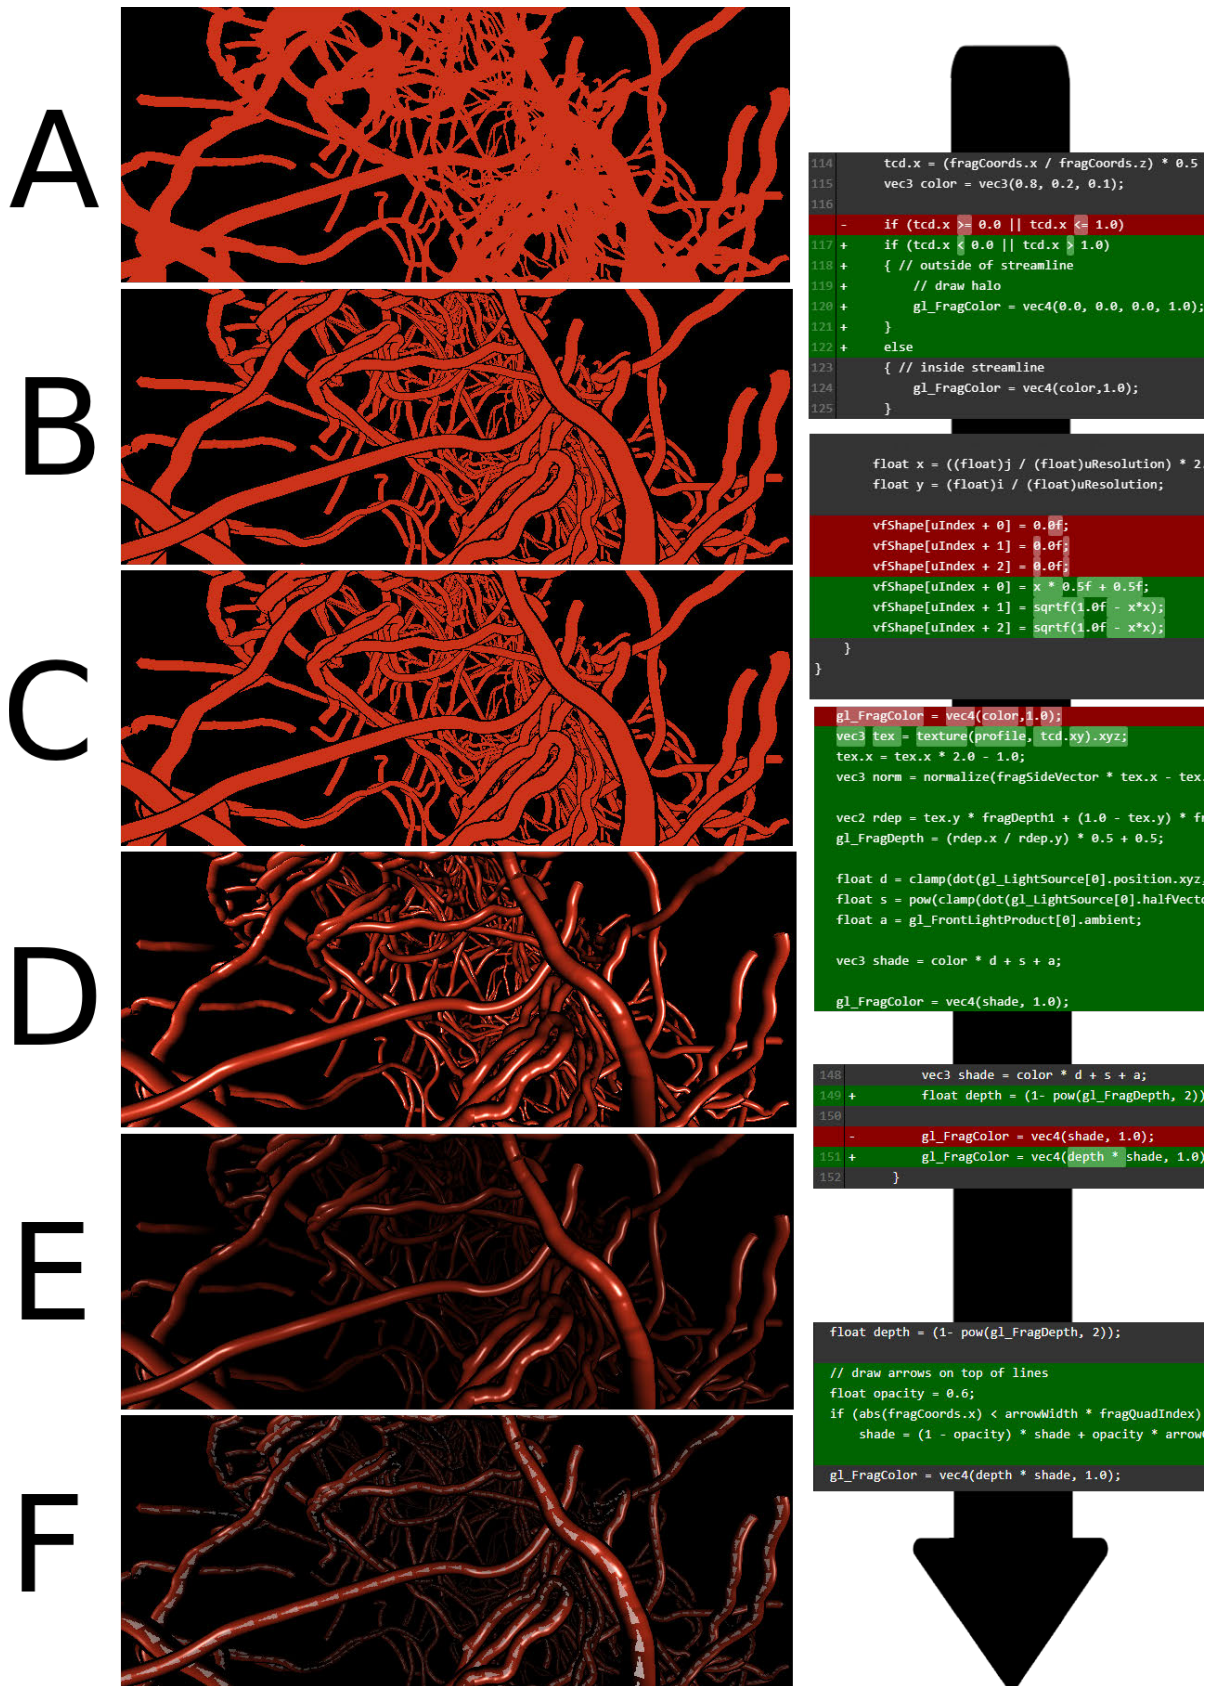 A
B
C
D
E
F
114 tcd.x = (fragCoords.x / fragCoords.z) * 0.5
115 vec3 color = vec3(0.8, 0.2, 0.1);
116
- if (tcd.x >= 0.0 || tcd.x <= 1.0)
117 + if (tcd.x < 0.0 || tcd.x > 1.0)
118 + { // outside of streamline
119 + // draw halo
120 + gl_FragColor = vec4(0.0, 0.0, 0.0, 1.0);
121 + }
122 + else
123 { // inside streamline
124 gl_FragColor = vec4(color,1.0);
125 }
float x = ((float)j / (float)uResolution) * 2.
float y = (float)i / (float)uResolution;
vfShape[uIndex + 0] = 0.0f;
vfShape[uIndex + 1] = 0.0f;
vfShape[uIndex + 2] = 0.0f;
vfShape[uIndex + 0] = x * 0.5f + 0.5f;
vfShape[uIndex + 1] = sqrtf(1.0f - x*x);
vfShape[uIndex + 2] = sqrtf(1.0f - x*x);
}
}
gl_FragColor = vec4(color,1.0);
vec3 tex = texture(profile, tcd.xy).xyz;
tex.x = tex.x * 2.0 - 1.0;
vec3 norm = normalize(fragSideVector * tex.x - tex.
vec2 rdep = tex.y * fragDepth1 + (1.0 - tex.y) * fr
gl_FragDepth = (rdep.x / rdep.y) * 0.5 + 0.5;
float d = clamp(dot(gl_LightSource[0].position.xyz,
float s = pow(clamp(dot(gl_LightSource[0].halfVecto
float a = gl_FrontLightProduct[0].ambient;
vec3 shade = color * d + s + a;
gl_FragColor = vec4(shade, 1.0);
148 vec3 shade = color * d + s + a;
149 + float depth = (1- pow(gl_FragDepth, 2))
150
- gl_FragColor = vec4(shade, 1.0);
151 + gl_FragColor = vec4(depth * shade, 1.0)
152 }
float depth = (1- pow(gl_FragDepth, 2));
// draw arrows on top of lines
float opacity = 0.6;
if (abs(fragCoords.x) < arrowWidth * fragQuadIndex)
shade = (1 - opacity) * shade + opacity * arrow
gl_FragColor = vec4(depth * shade, 1.0);